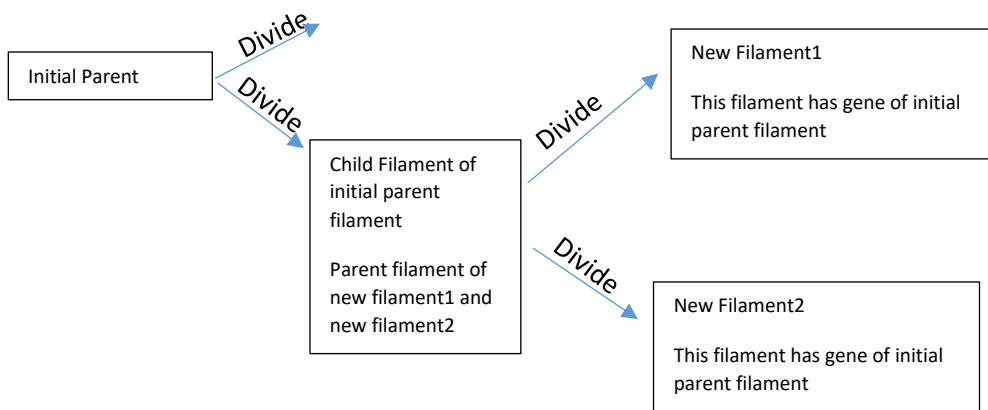 Initial Parent
Divide
Divide
Child Filament of
initial parent
filament
Parent filament of
new filament1 and
new filament2
Divide
Divide
New Filament1
This filament has gene of initial
parent filament
New Filament2
This filament has gene of initial
parent filament